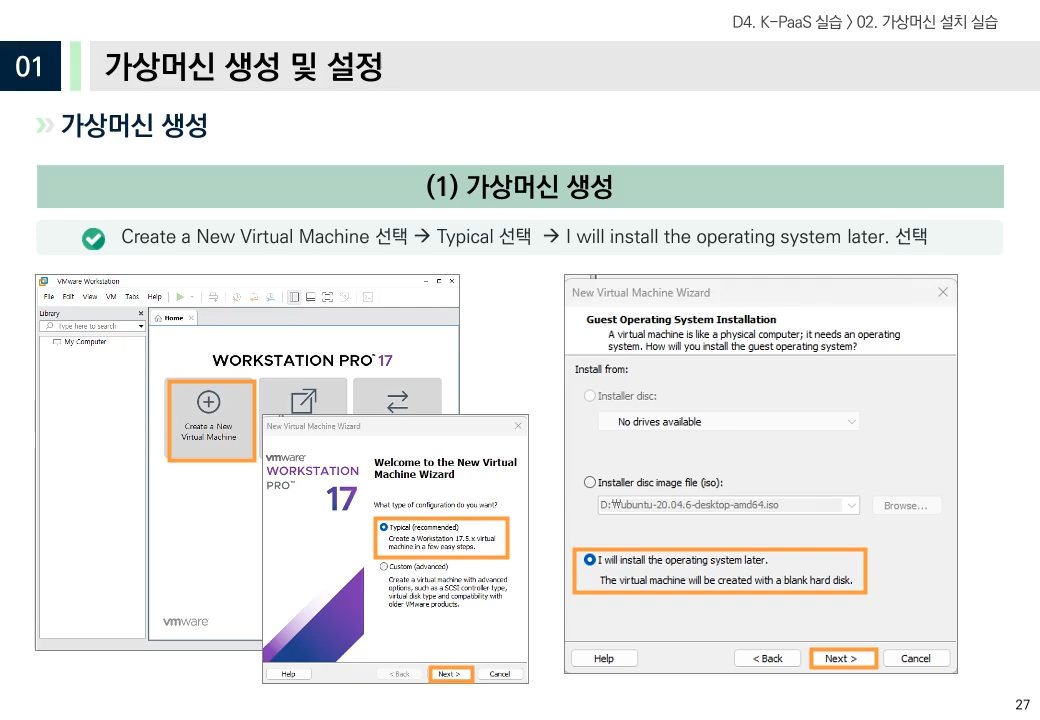 D4. K-PaaS 실습 > 02. 가상머신 설치 실습
01
가상머신 생성 및 설정
가상머신 생성
(1) 가상머신 생성
Create a New Virtual Machine 선택 → Typical 선택 → I will install the operating system later. 선택
VMware Workstation
File Edit View VM Tabs Help
Library
Type here to search
My Computer
Home
WORKSTATION PRO™ 17
Create a New
Virtual Machine
vmware
New Virtual Machine Wizard
vmware
WORKSTATION
PRO™
17
Welcome to the New Virtual
Machine Wizard
What type of configuration do you want?
Typical (recommended)
Create a Workstation 17.5.x virtual
machine in a few easy steps.
Custom (advanced)
Create a virtual machine with advanced
options, such as a SCSI controller type,
virtual disk type and compatibility with
older VMware products.
Help
< Back
Next >
Cancel
New Virtual Machine Wizard
Guest Operating System Installation
A virtual machine is like a physical computer; it needs an operating
system. How will you install the guest operating system?
Install from:
Installer disc:
No drives available
Installer disc image file (iso):
D:₩ubuntu-20.04.6-desktop-amd64.iso
Browse...
I will install the operating system later.
The virtual machine will be created with a blank hard disk.
Help
< Back
Next >
Cancel
27